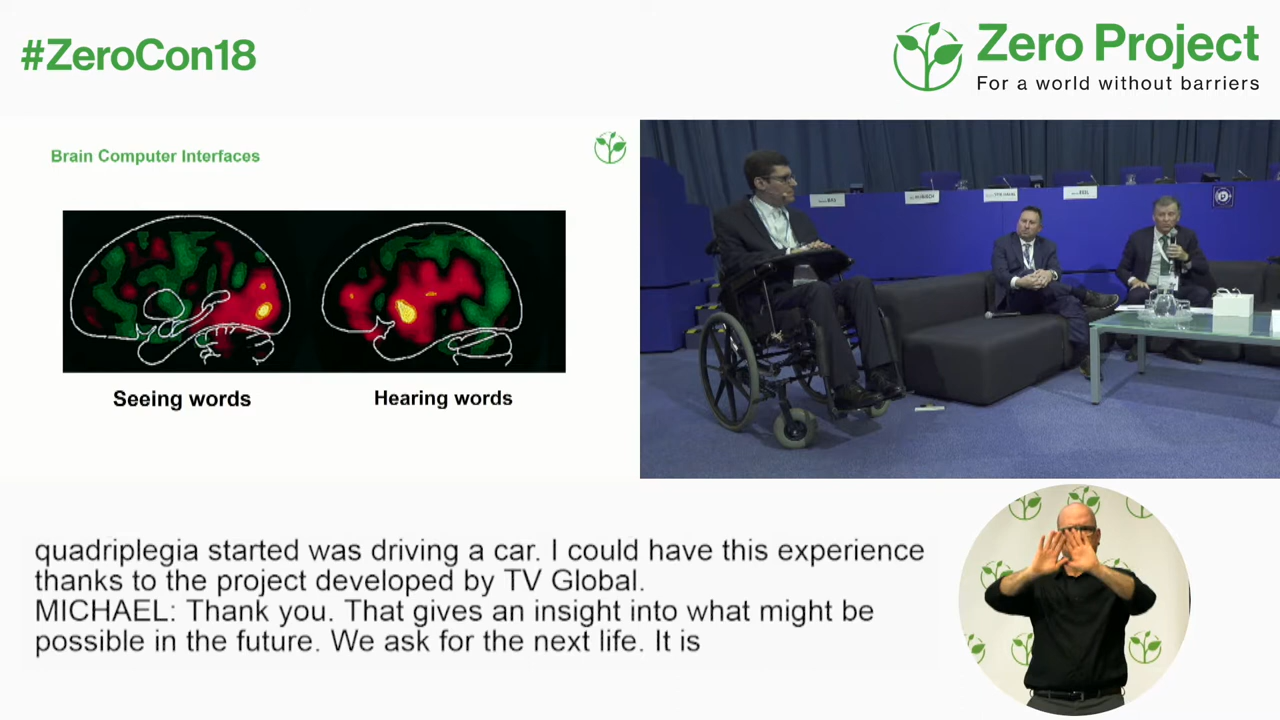 #ZeroCon18
Zero Project
For a world without barriers
Brain Computer Interfaces
Seeing words
Hearing words
quadriplegia started was driving a car. I could have this experience
thanks to the project developed by TV Global.
MICHAEL: Thank you. That gives an insight into what might be
possible in the future. We ask for the next life. It is